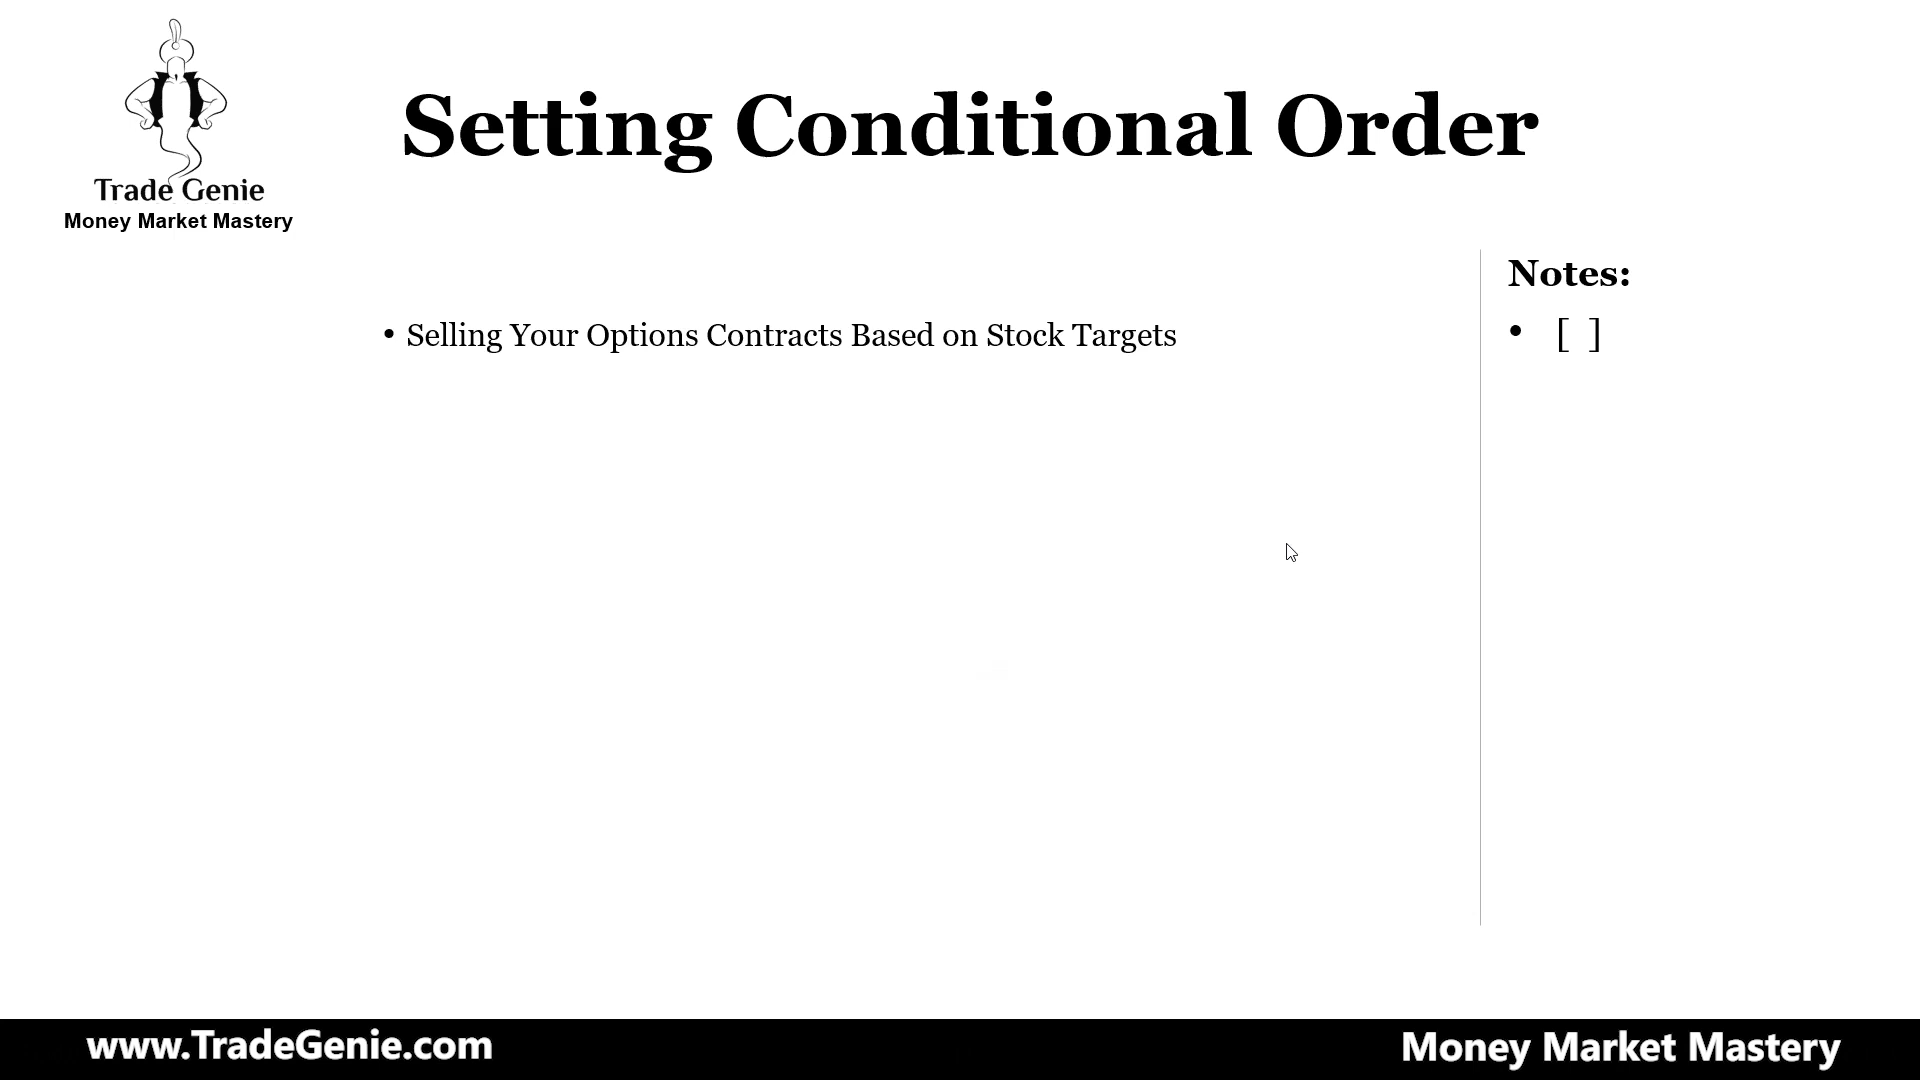 Trade Genie
Money Market Mastery
Setting Conditional Order
• Selling Your Options Contracts Based on Stock Targets
Notes:
• [ ]
www.TradeGenie.com
Money Market Mastery